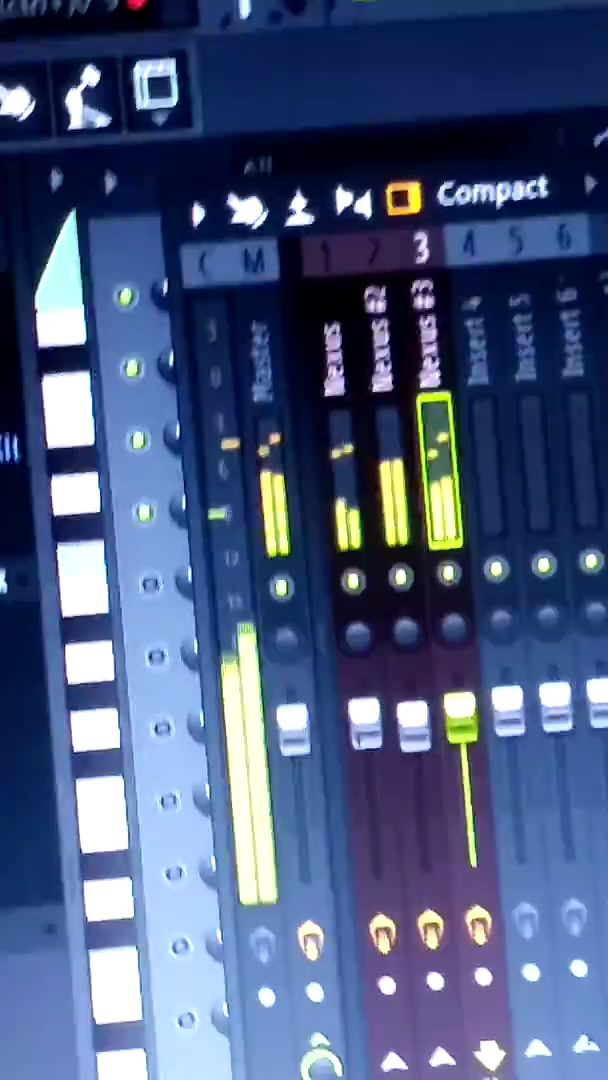 Compact
C M 1 2 3 4 5 6
Master
Nexus
Nexus #2
Nexus #3
Insert 4
Insert 5
Insert 6